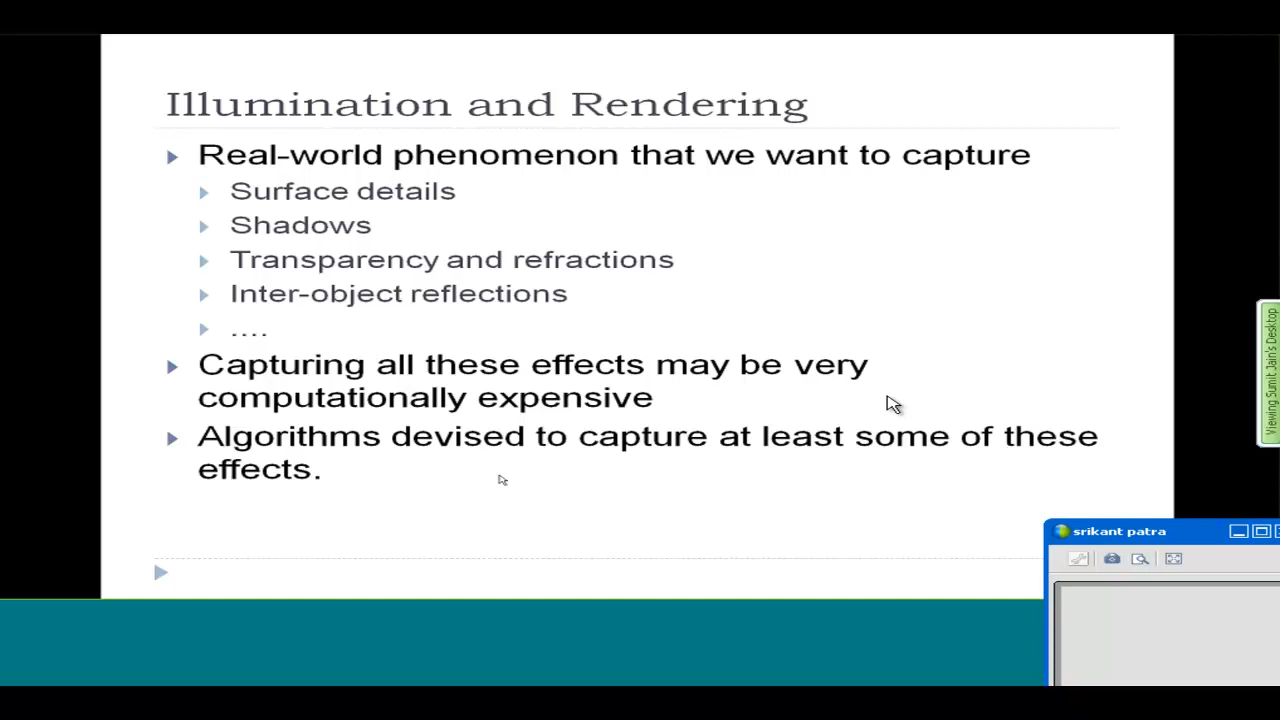 Illumination and Rendering
Real-world phenomenon that we want to capture
Surface details
Shadows
Transparency and refractions
Inter-object reflections
....
Capturing all these effects may be very
computationally expensive
Algorithms devised to capture at least some of these
effects.
Viewing Sumit Jain's Desktop
srikant patra